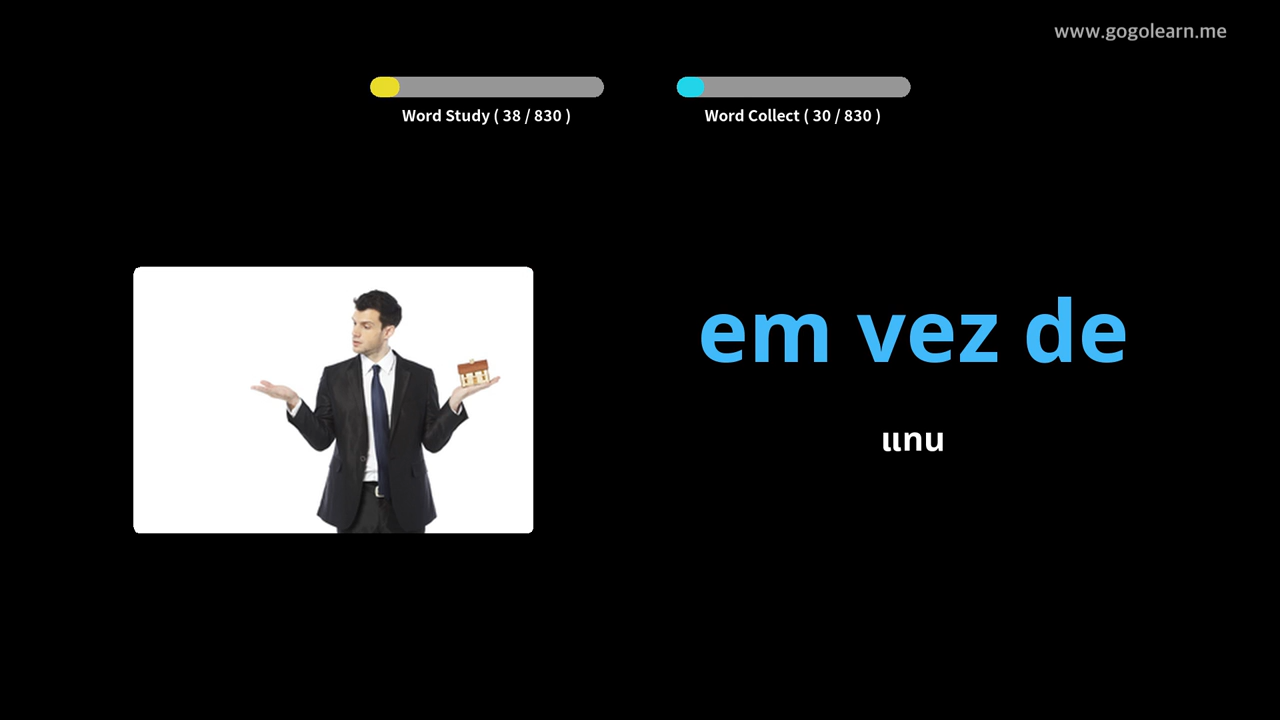 www.gogolearn.me
Word Study ( 38 / 830 )
Word Collect ( 30 / 830 )
em vez de
แทน